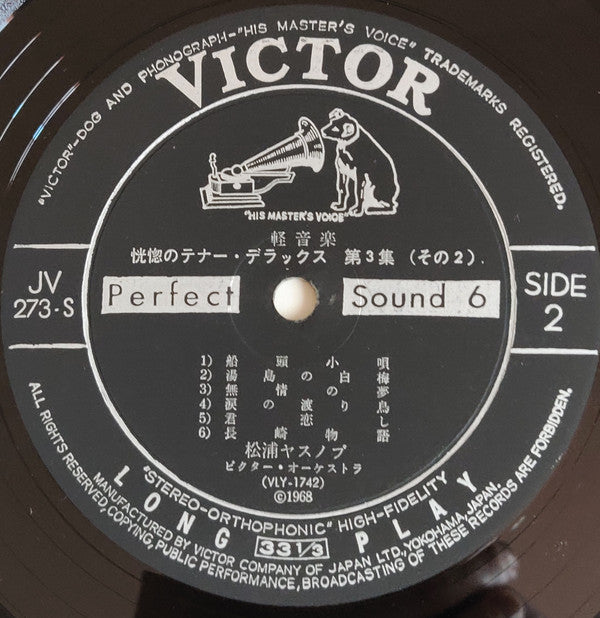 "VICTOR"—DOG AND PHONOGRAPH—"HIS MASTER'S VOICE" TRADEMARKS REGISTERED.
VICTOR
"HIS MASTER'S VOICE"
軽音楽
恍惚のテナー・デラックス 第3集 (その2).
JV
273-S
Perfect Sound 6
SIDE
2
1) 船頭小唄
2) 湯島の白梅
3) 無情の夢
4) 涙の渡り鳥
5) 君恋し
6) 長崎物語
松浦ヤスノブ
ビクター・オーケストラ
(VLY-1742)
©1968
"STEREO-ORTHOPHONIC" HIGH-FIDELITY
LONG 33 1/3 PLAY
MANUFACTURED BY VICTOR COMPANY OF JAPAN LTD., YOKOHAMA, JAPAN.
ALL RIGHTS RESERVED, COPYING, PUBLIC PERFORMANCE, BROADCASTING OF THESE RECORDS ARE FORBIDDEN.